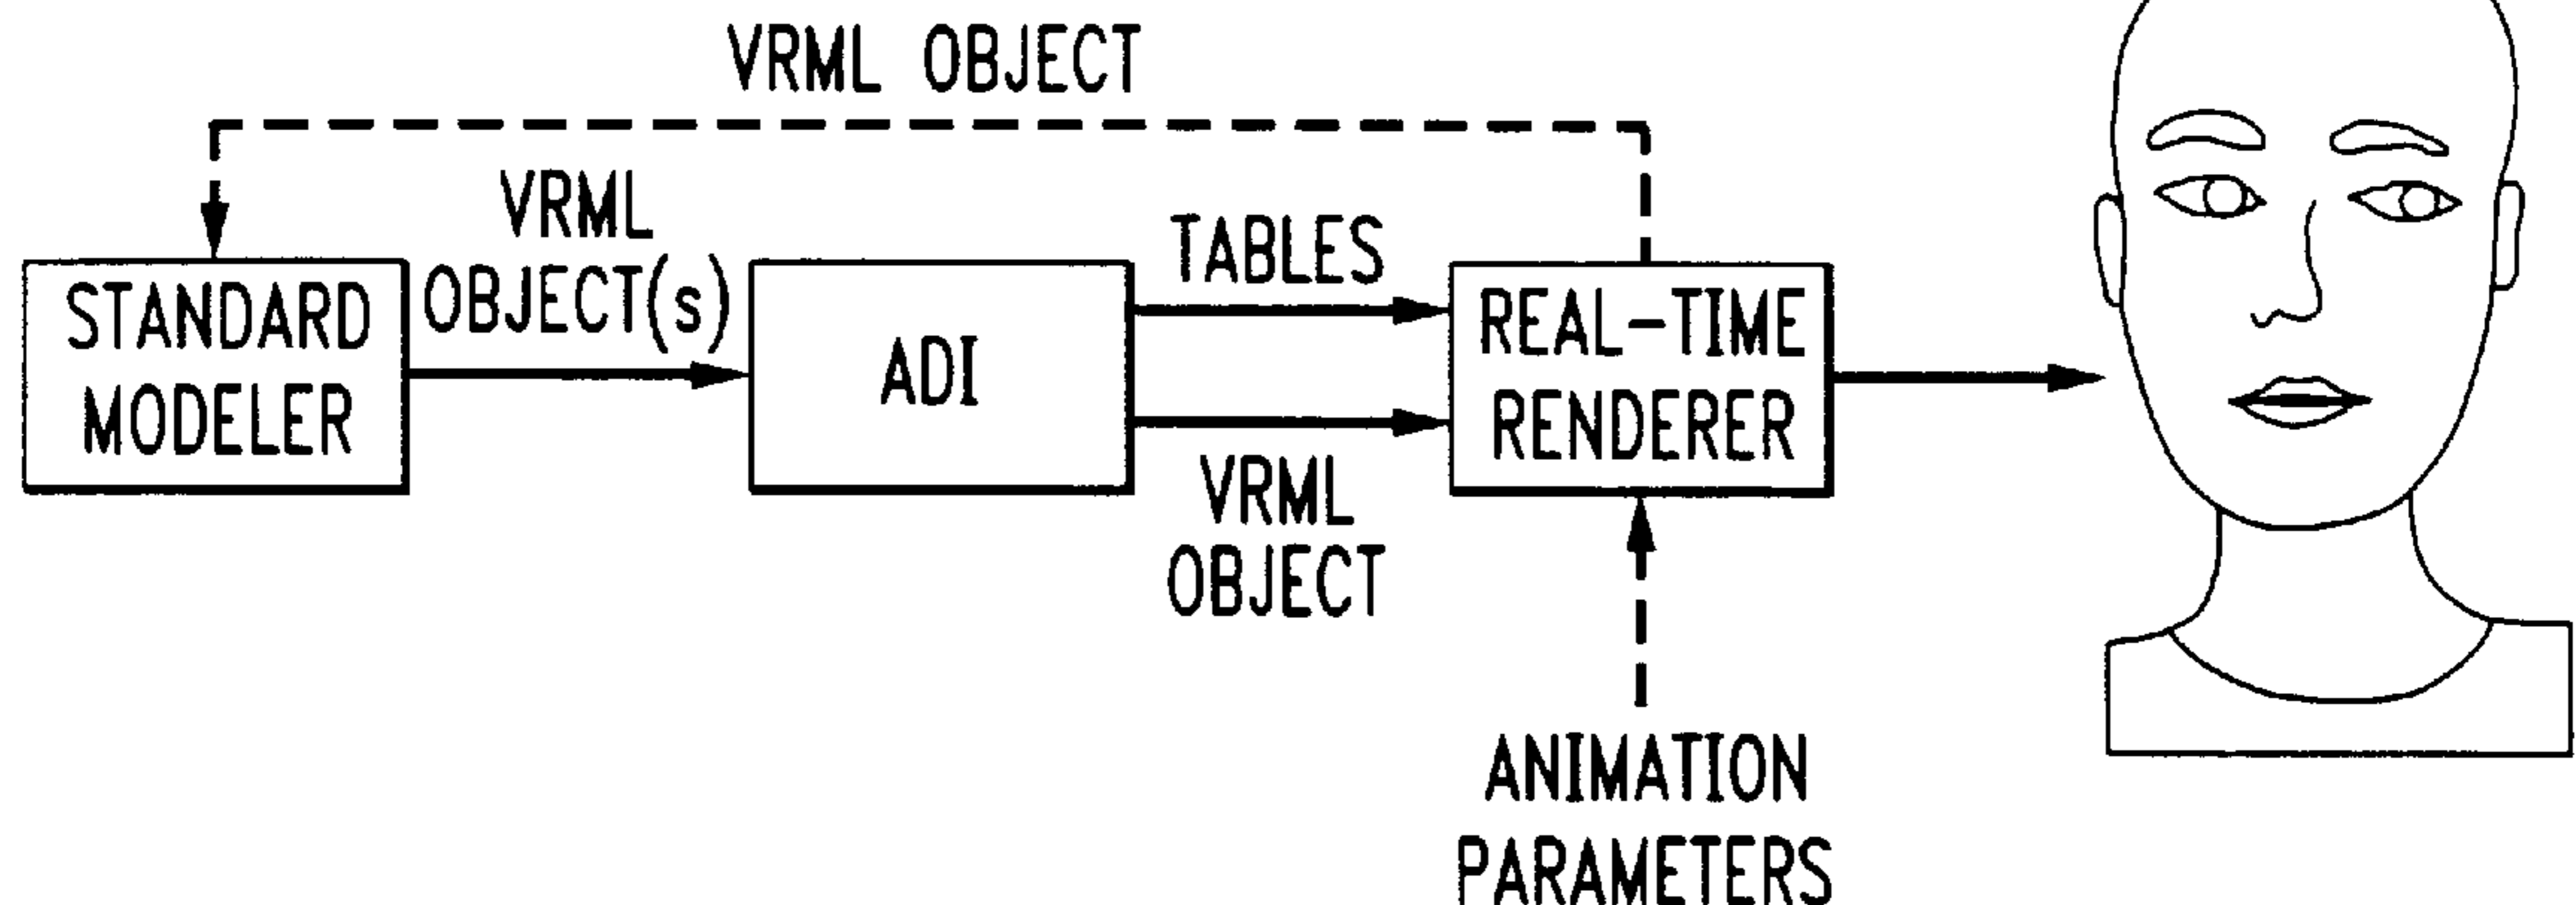 VRML OBJECT
VRML
OBJECT(s)
STANDARD
MODELER
ADI
TABLES
VRML
OBJECT
REAL-TIME
RENDERER
ANIMATION
PARAMETERS